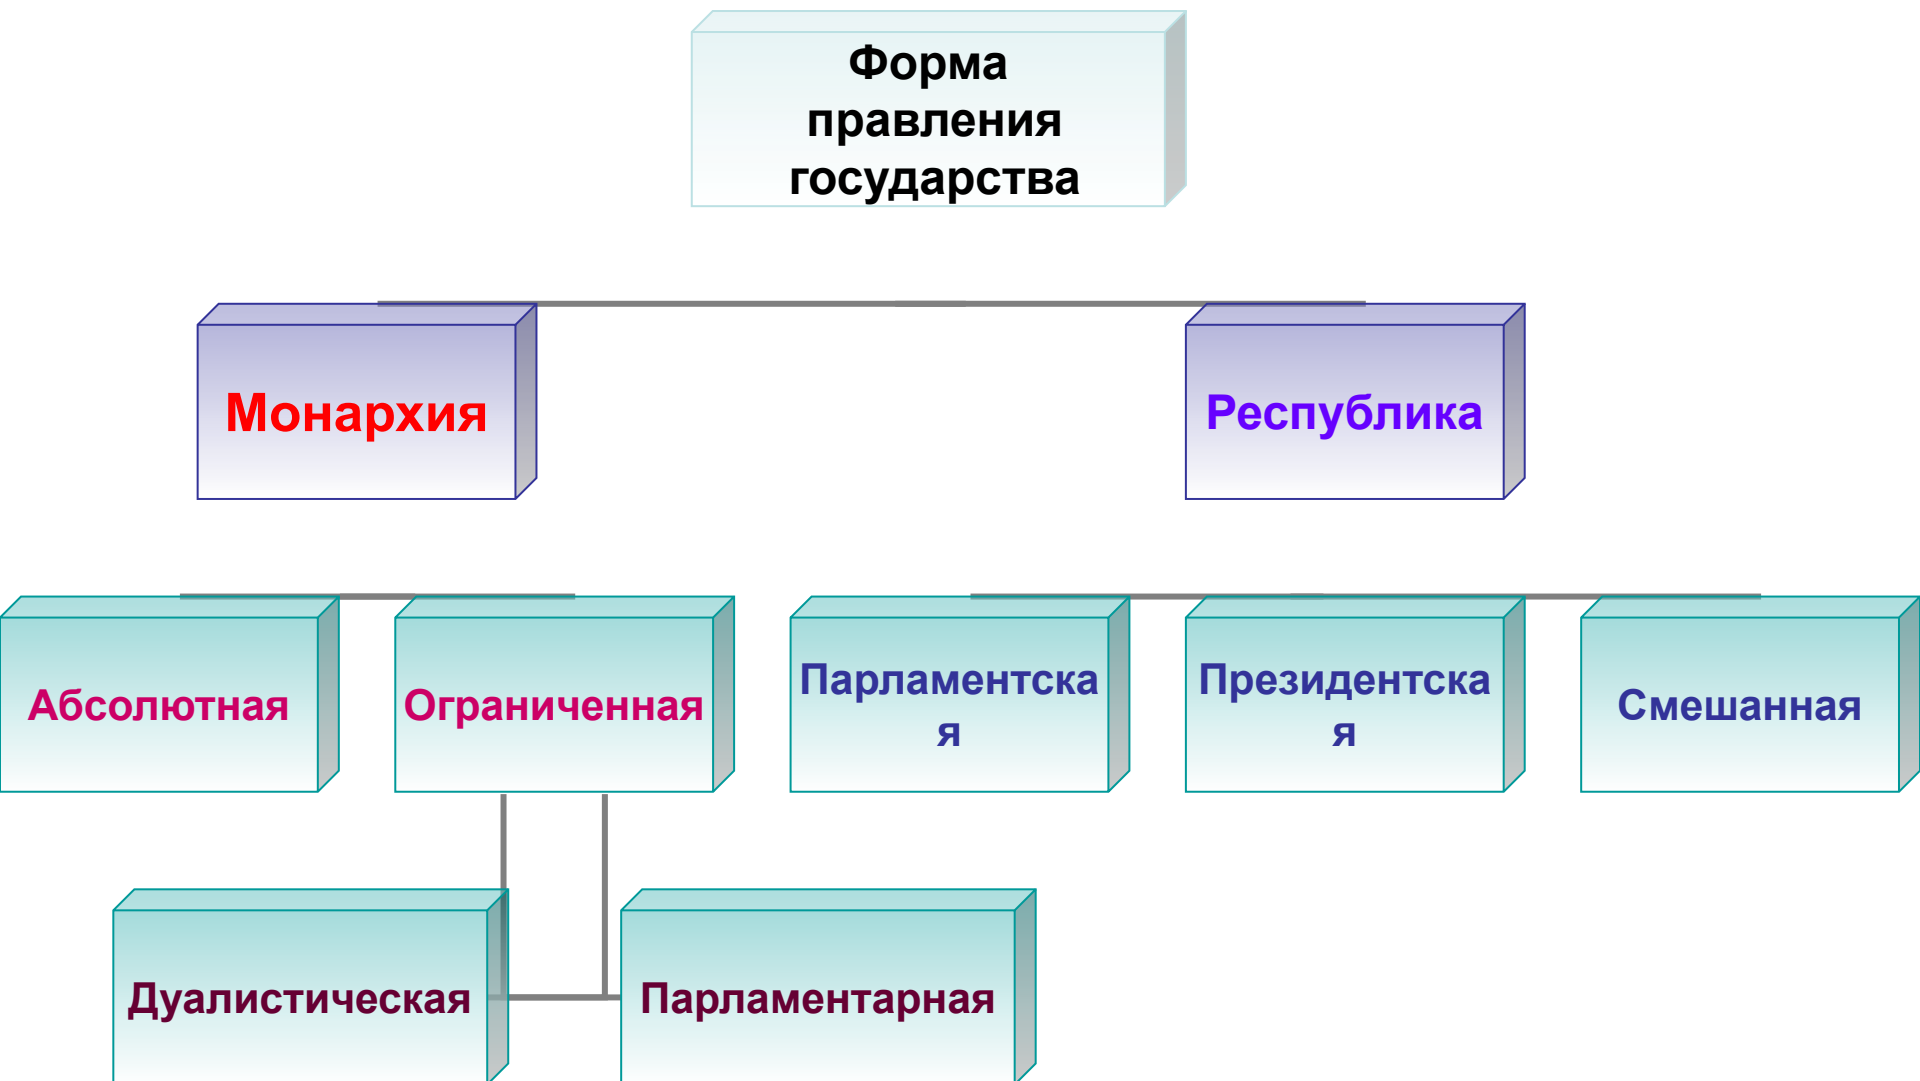 Форма
правления
государства
Монархия
Республика
Абсолютная
Ограниченная
Парламентска
я
Президентска
я
Смешанная
Дуалистическая
Парламентарная